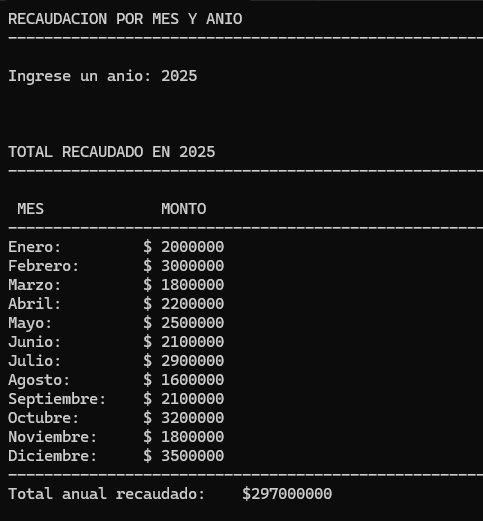 RECAUDACION POR MES Y ANIO
-----------------------------------------------------
Ingrese un anio: 2025
TOTAL RECAUDADO EN 2025
-----------------------------------------------------
MES MONTO
-----------------------------------------------------
Enero: $ 2000000
Febrero: $ 3000000
Marzo: $ 1800000
Abril: $ 2200000
Mayo: $ 2500000
Junio: $ 2100000
Julio: $ 2900000
Agosto: $ 1600000
Septiembre: $ 2100000
Octubre: $ 3200000
Noviembre: $ 1800000
Diciembre: $ 3500000
-----------------------------------------------------
Total anual recaudado: $297000000